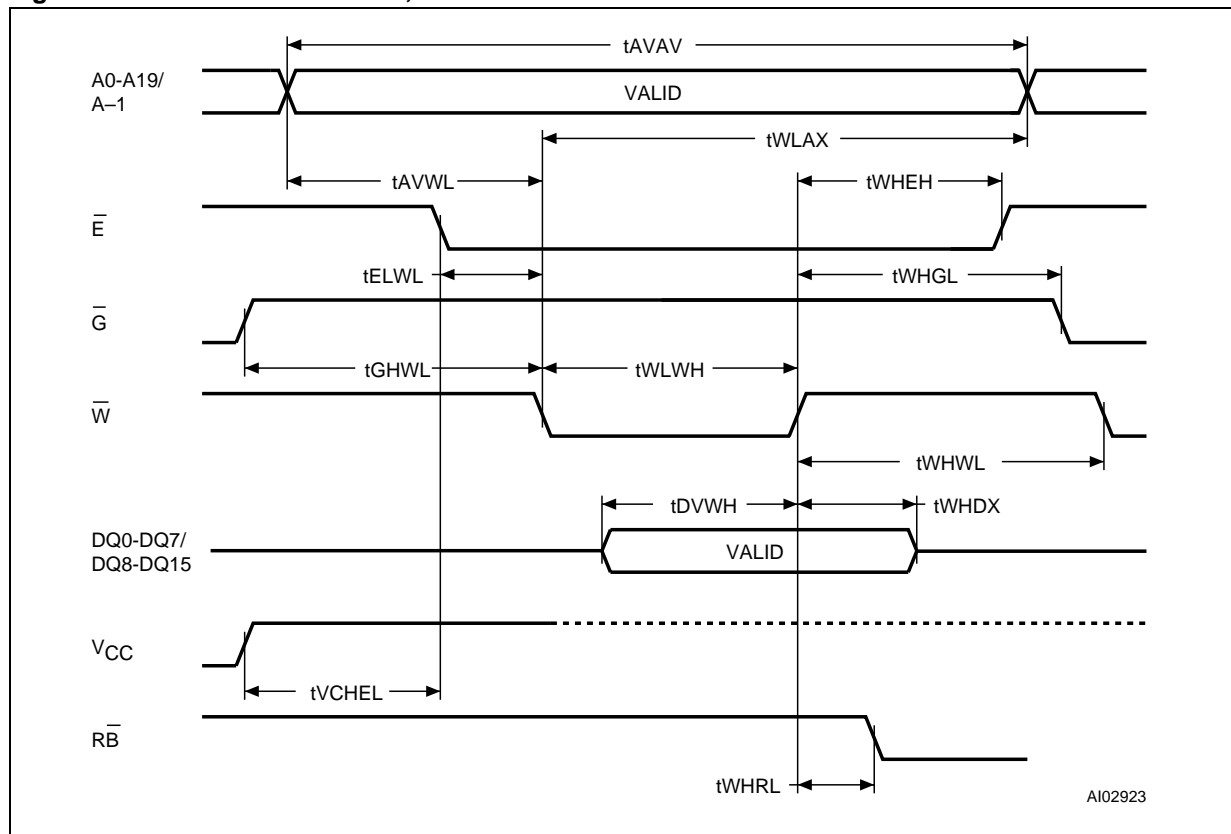 tAVAV
A0-A19/
A–1
VALID
tWLAX
tAVWL
tWHEH
E̅
tELWL
tWHGL
G̅
tGHWL
tWLWH
W̅
tWHWL
tDVWH
tWHDX
DQ0-DQ7/
DQ8-DQ15
VALID
VCC
tVCHEL
RB̅
tWHRL
AI02923